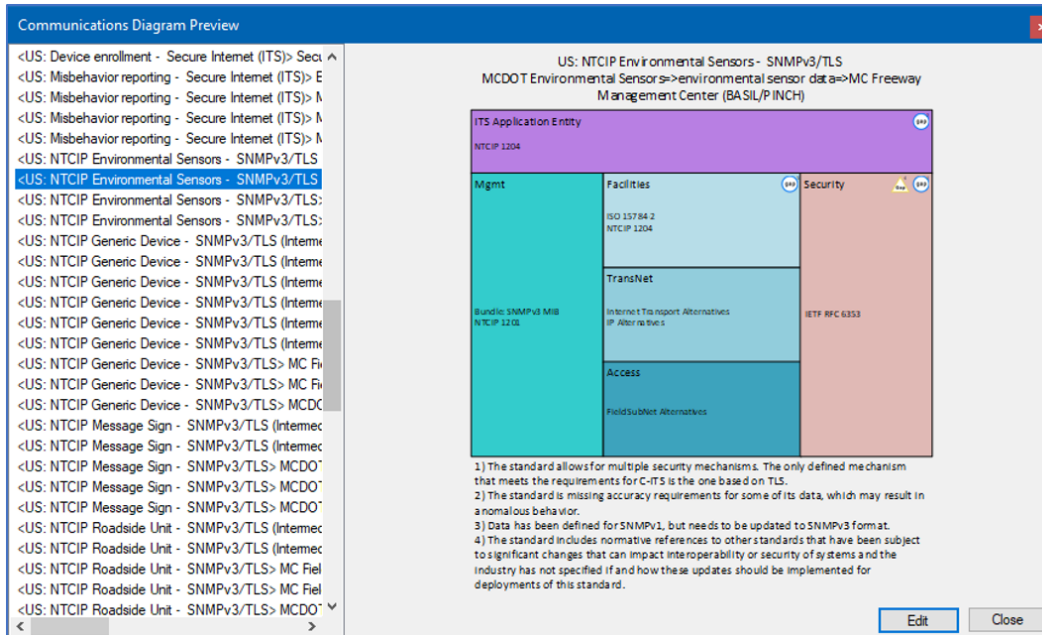 Communications Diagram Preview
<US: Device enrollment - Secure Internet (ITS)> Secu
<US: Misbehavior reporting - Secure Internet (ITS)> E
<US: Misbehavior reporting - Secure Internet (ITS)> M
<US: Misbehavior reporting - Secure Internet (ITS)> M
<US: Misbehavior reporting - Secure Internet (ITS)> N
<US: NTCIP Environmental Sensors - SNMPv3/TLS
<US: NTCIP Environmental Sensors - SNMPv3/TLS
<US: NTCIP Environmental Sensors - SNMPv3/TLS>
<US: NTCIP Environmental Sensors - SNMPv3/TLS>
<US: NTCIP Generic Device - SNMPv3/TLS (Interme
<US: NTCIP Generic Device - SNMPv3/TLS (Interme
<US: NTCIP Generic Device - SNMPv3/TLS (Interme
<US: NTCIP Generic Device - SNMPv3/TLS (Interme
<US: NTCIP Generic Device - SNMPv3/TLS (Interme
<US: NTCIP Generic Device - SNMPv3/TLS (Interme
<US: NTCIP Generic Device - SNMPv3/TLS> MC Fi
<US: NTCIP Generic Device - SNMPv3/TLS> MC Fi
<US: NTCIP Generic Device - SNMPv3/TLS> MCDO
<US: NTCIP Message Sign - SNMPv3/TLS (Intermed
<US: NTCIP Message Sign - SNMPv3/TLS (Intermed
<US: NTCIP Message Sign - SNMPv3/TLS> MCDO
<US: NTCIP Message Sign - SNMPv3/TLS> MCDO
<US: NTCIP Message Sign - SNMPv3/TLS> MCDO
<US: NTCIP Roadside Unit - SNMPv3/TLS (Intermed
<US: NTCIP Roadside Unit - SNMPv3/TLS (Intermed
<US: NTCIP Roadside Unit - SNMPv3/TLS> MC Fiel
<US: NTCIP Roadside Unit - SNMPv3/TLS> MC Fiel
<US: NTCIP Roadside Unit - SNMPv3/TLS> MCDO
US: NTCIP Environmental Sensors - SNMPv3/TLS
MCDOT Environmental Sensors=>environmental sensor data=>MC Freeway
Management Center (BASIL/PINCH)
ITS Application Entity
gap
NTCIP 1204
Mgmt
Bundle: SNMPv3 MIB
NTCIP 1201
Facilities
gap
ISO 15784-2
NTCIP 1204
TransNet
Internet Transport Alternatives
IP Alternatives
Access
FieldSubNet Alternatives
Security
Gap
gap
IETF RFC 6353
1) The standard allows for multiple security mechanisms. The only defined mechanism
that meets the requirements for C-ITS is the one based on TLS.
2) The standard is missing accuracy requirements for some of its data, which may result in
anomalous behavior.
3) Data has been defined for SNMPv1, but needs to be updated to SNMPv3 format.
4) The standard includes normative references to other standards that have been subject
to significant changes that can impact interoperability or security of systems and the
industry has not specified if and how these updates should be implemented for
deployments of this standard.
Edit
Close